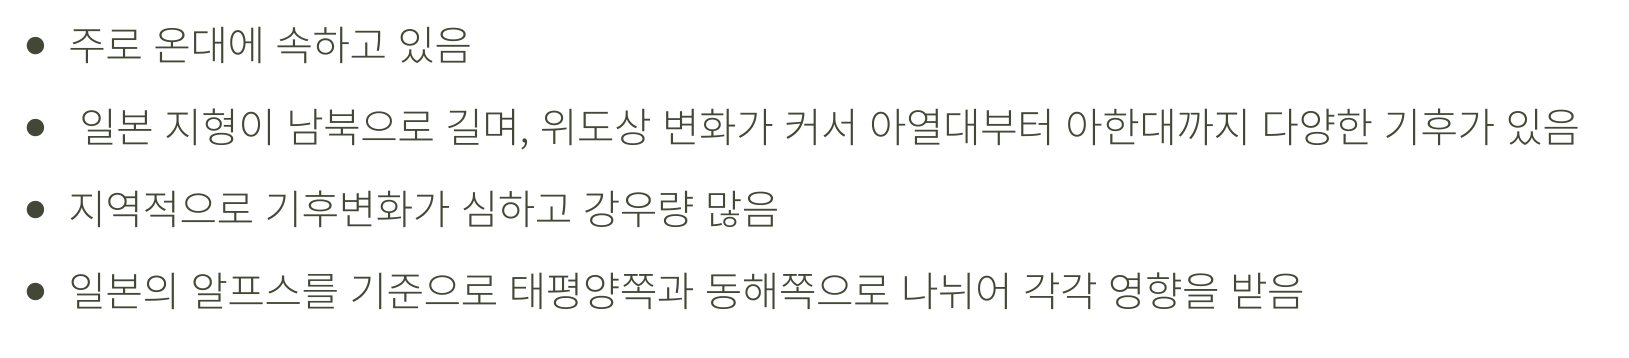 ● 주로 온대에 속하고 있음
● 일본 지형이 남북으로 길며, 위도상 변화가 커서 아열대부터 아한대까지 다양한 기후가 있음
● 지역적으로 기후변화가 심하고 강우량 많음
● 일본의 알프스를 기준으로 태평양쪽과 동해쪽으로 나뉘어 각각 영향을 받음